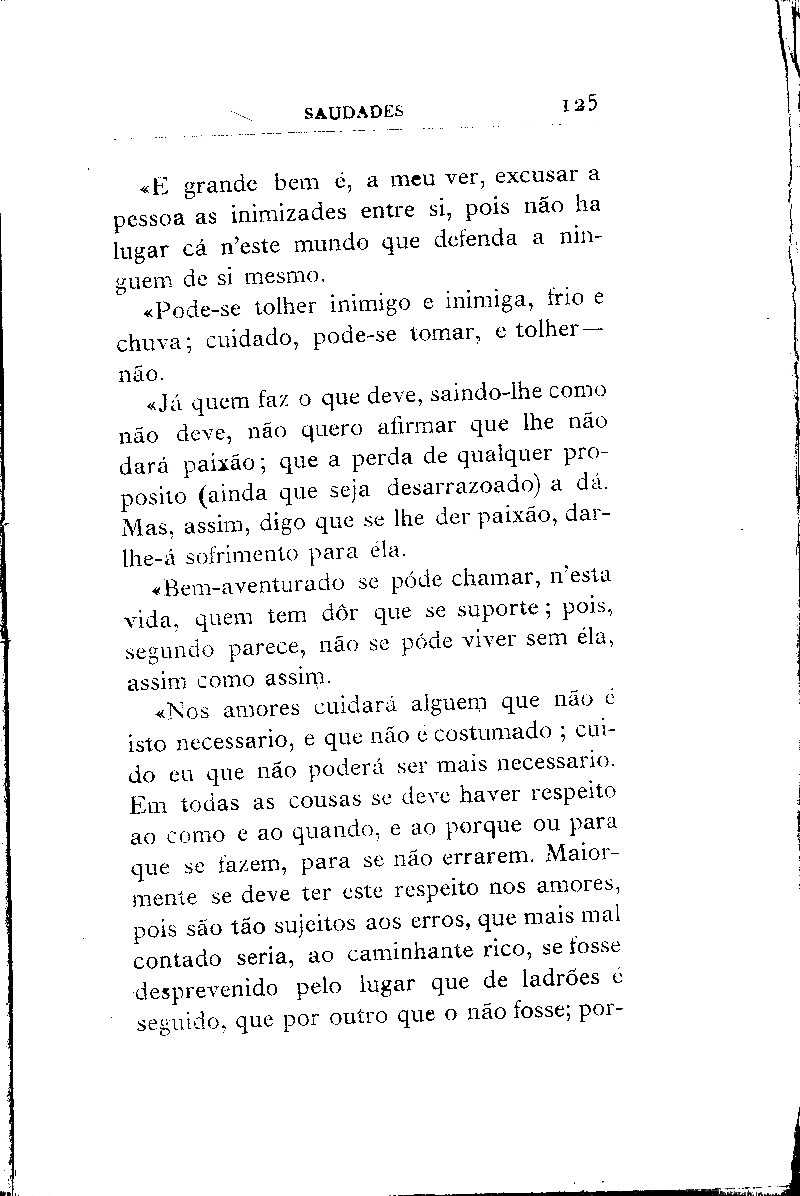 SAUDADES 125
«E grande bem é, a meu ver, excusar a
pessoa as inimizades entre si, pois não ha
lugar cá n'este mundo que defenda a nin-
guem de si mesmo.
«Pode-se tolher inimigo e inimiga, frio e
chuva; cuidado, pode-se tomar, e tolher—
não.
«Já quem faz o que deve, saindo-lhe como
não deve, não quero afirmar que lhe não
dará paixão; que a perda de qualquer pro-
posito (ainda que seja desarrazoado) a dá.
Mas, assim, digo que se lhe der paixão, dar-
lhe-á sofrimento para éla.
«Bem-aventurado se póde chamar, n'esta
vida, quem tem dôr que se suporte; pois,
segundo parece, não se póde viver sem éla,
assim como assim.
«Nos amores cuidará alguem que não é
isto necessario, e que não é costumado; cui-
do eu que não poderá ser mais necessario.
Em todas as cousas se deve haver respeito
ao como e ao quando, e ao porque ou para
que se fazem, para se não errarem. Maior-
mente se deve ter este respeito nos amores,
pois são tão sujeitos aos erros, que mais mal
contado seria, ao caminhante rico, se fosse
desprevenido pelo lugar que de ladrões é
seguido, que por outro que o não fosse; por-